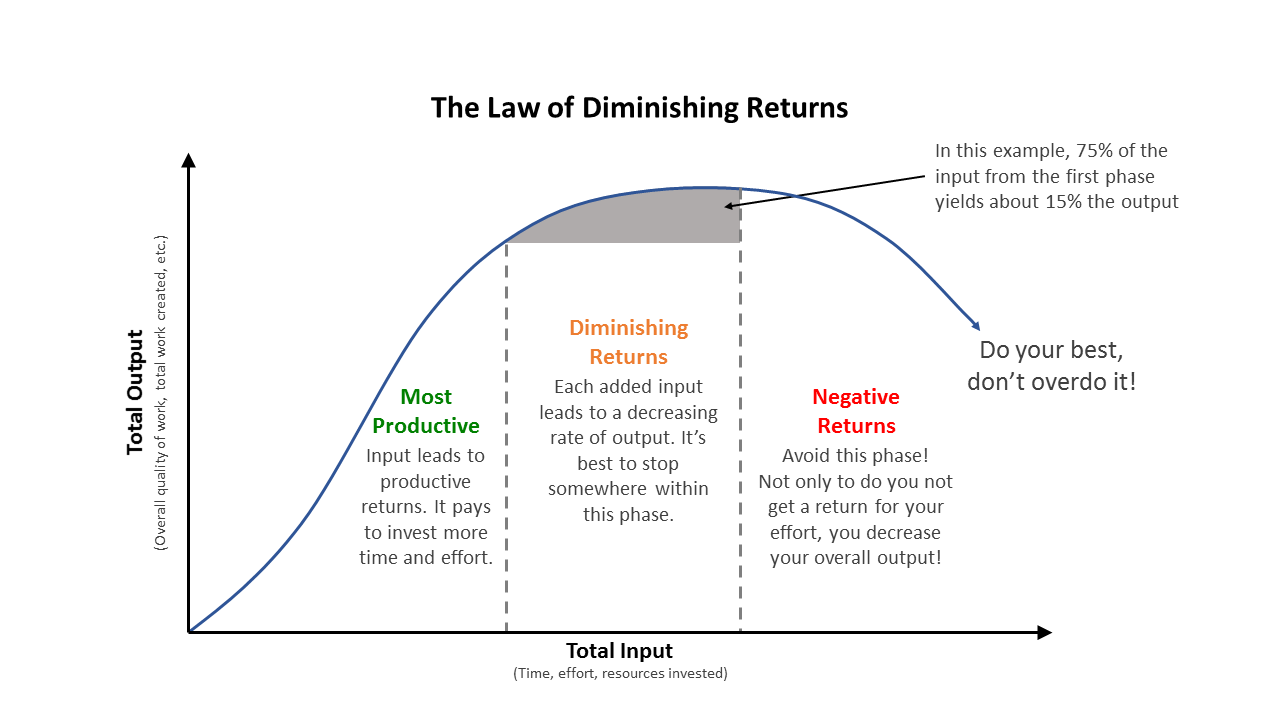 The Law of Diminishing Returns
In this example, 75% of the
input from the first phase
yields about 15% the output
Total Output
(Overall quality of work, total work created, etc.)
Most
Productive
Input leads to
productive
returns. It pays
to invest more
time and effort.
Diminishing
Returns
Each added input
leads to a decreasing
rate of output. It’s
best to stop
somewhere within
this phase.
Negative
Returns
Avoid this phase!
Not only to do you not
get a return for your
effort, you decrease
your overall output!
Do your best,
don’t overdo it!
Total Input
(Time, effort, resources invested)